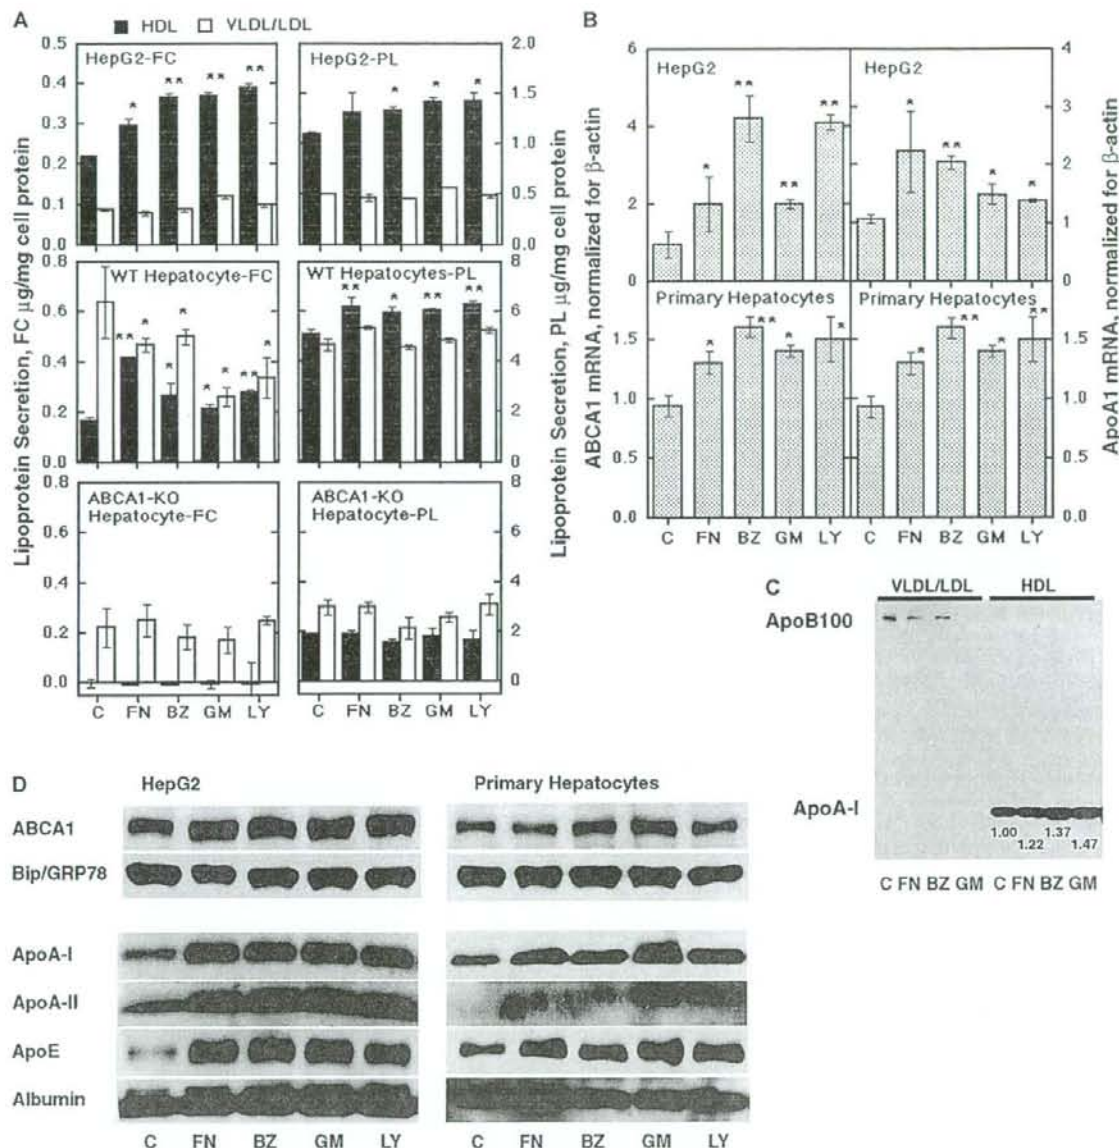 A
HDL VLDL/LDL
0.5
0.4
0.3
0.2
0.1
0.0
HepG2-FC
* ** ** **
2.0
1.5
1.0
0.5
0.0
HepG2-PL
* * *
0.8
0.6
0.4
0.2
0.0
WT Hepatocyte-FC
** * * * * * ** *
8
6
4
2
0
WT Hepatocytes-PL
** * ** **
0.8
0.6
0.4
0.2
0.0
ABCA1-KO
Hepatocyte-FC
8
6
4
2
0
ABCA1-KO
Hepatocyte-PL
C FN BZ GM LY
C FN BZ GM LY
Lipoprotein Secretion, FC µg/mg cell protein
Lipoprotein Secretion, PL µg/mg cell protein
B
6
4
2
0
HepG2
* ** ** **
4
3
2
1
0
HepG2
* ** * *
Primary Hepatocytes
1.5
1.0
0.5
0.0
* ** * *
Primary Hepatocytes
1.5
1.0
0.5
0.0
* ** * **
C FN BZ GM LY
C FN BZ GM LY
ABCA1 mRNA, normalized for β-actin
ApoA1 mRNA, normalized for β-actin
C
VLDL/LDL HDL
ApoB100
ApoA-I
1.00 1.22 1.37 1.47
C FN BZ GM C FN BZ GM
D
HepG2 Primary Hepatocytes
ABCA1
Bip/GRP78
ApoA-I
ApoA-II
ApoE
Albumin
C FN BZ GM LY C FN BZ GM LY